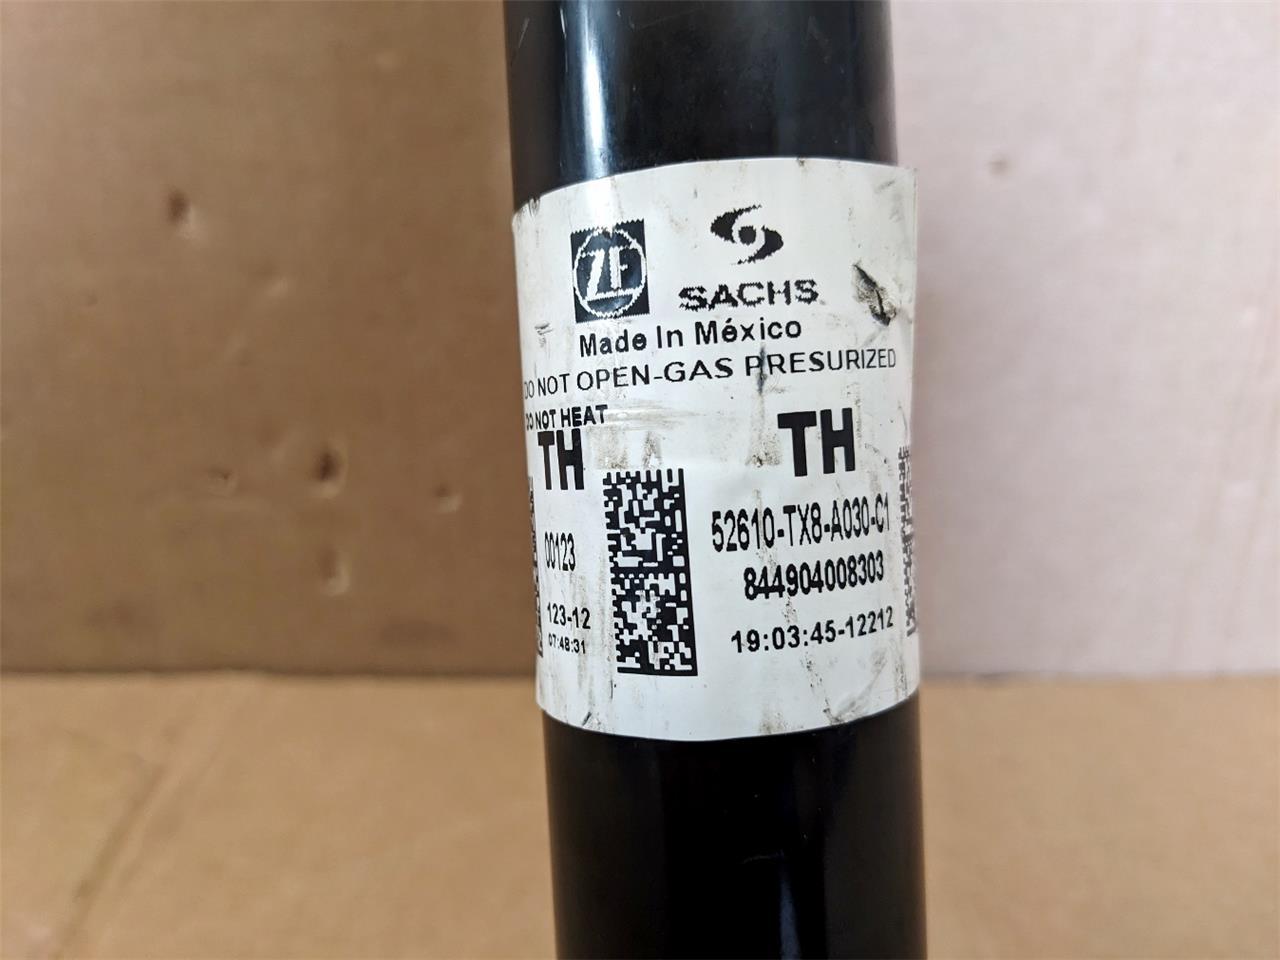 ZF
SACHS
Made In México
DO NOT OPEN-GAS PRESURIZED
DO NOT HEAT
TH
TH
00123
52610-TX8-A030-C1
844904008303
123-12
07:48:31
19:03:45-12212